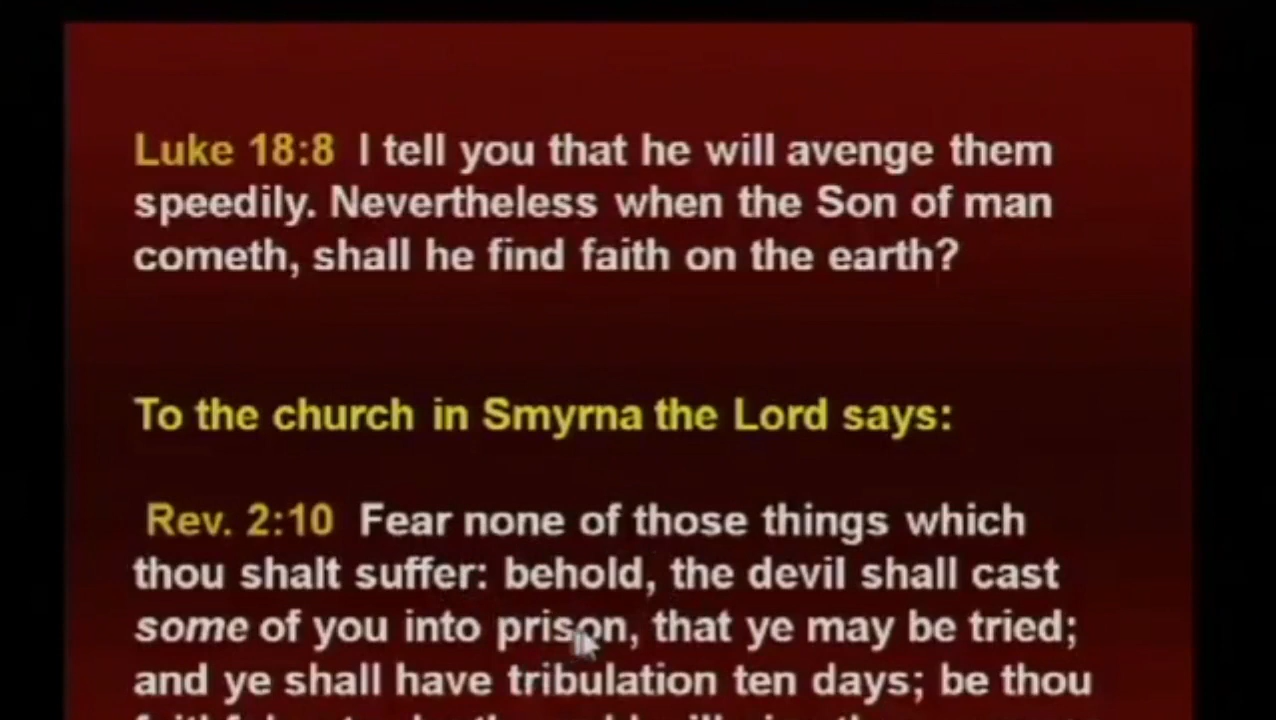 Luke 18:8 I tell you that he will avenge them
speedily. Nevertheless when the Son of man
cometh, shall he find faith on the earth?
To the church in Smyrna the Lord says:
Rev. 2:10 Fear none of those things which
thou shalt suffer: behold, the devil shall cast
some of you into prison, that ye may be tried;
and ye shall have tribulation ten days; be thou